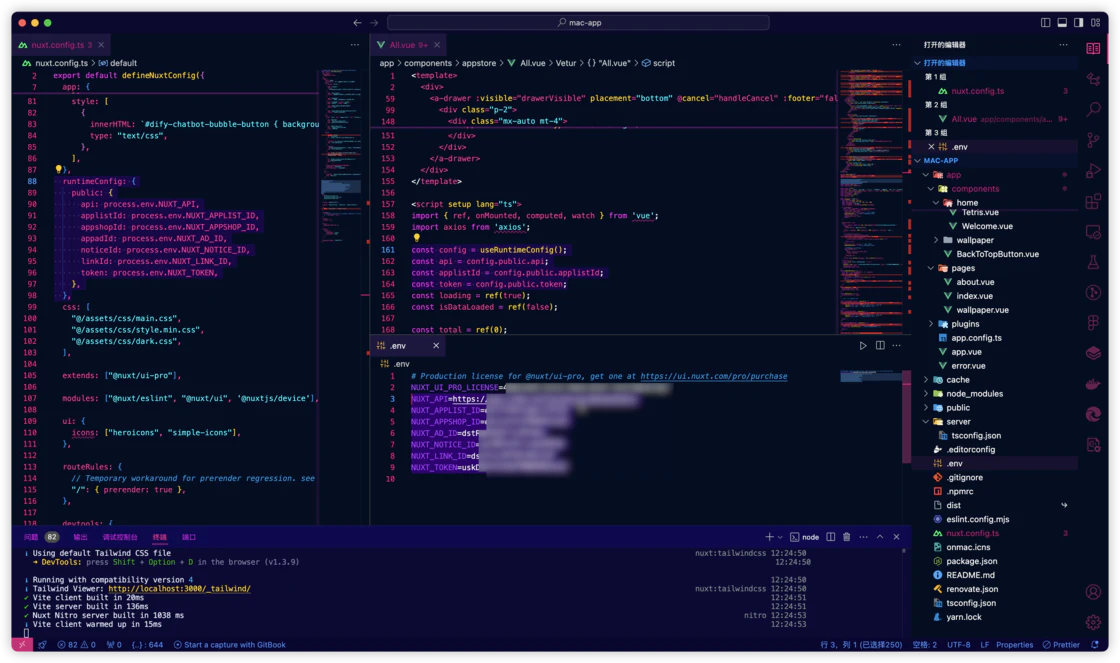 mac-app
nuxt.config.ts 3
nuxt.config.ts > default
2 export default defineNuxtConfig({
7 app: {
81 style: [
82 {
83 innerHTML: `#dify-chatbot-bubble-button { backgrou
84 type: "text/css",
85 },
86 ],
87 },
88 runtimeConfig: {
89 public: {
90 api: process.env.NUXT_API,
91 applistId: process.env.NUXT_APPLIST_ID,
92 appshopId: process.env.NUXT_APPSHOP_ID,
93 appadId: process.env.NUXT_AD_ID,
94 noticeId: process.env.NUXT_NOTICE_ID,
95 linkId: process.env.NUXT_LINK_ID,
96 token: process.env.NUXT_TOKEN,
97 },
98 },
99 css: [
100 "@/assets/css/main.css",
101 "@/assets/css/style.min.css",
102 "@/assets/css/dark.css",
103 ],
104
105 extends: ["@nuxt/ui-pro"],
106
107 modules: ["@nuxt/eslint", "@nuxt/ui", '@nuxtjs/device'],
108
109 ui: {
110 icons: ["heroicons", "simple-icons"],
111 },
112
113 routeRules: {
114 // Temporary workaround for prerender regression. see
115 "/": { prerender: true },
116 },
117
118 devtools: {
All.vue 9+
app > components > appstore > All.vue > Vetur > {} "All.vue" > script
1 <template>
2 <div>
59 <a-drawer :visible="drawerVisible" placement="bottom" @cancel="handleCancel" :footer="fal
99 <div class="p-2">
148 <div class="mx-auto mt-4">
151 </div>
152 </div>
153 </a-drawer>
154 </div>
155 </template>
156
157 <script setup lang="ts">
158 import { ref, onMounted, computed, watch } from 'vue';
159 import axios from 'axios';
160
161 const config = useRuntimeConfig();
162 const api = config.public.api;
163 const applistId = config.public.applistId;
164 const token = config.public.token;
165 const loading = ref(true);
166 const isDataLoaded = ref(false);
167
168 const total = ref(0);
.env
.env
1 # Production license for @nuxt/ui-pro, get one at https://ui.nuxt.com/pro/purchase
2 NUXT_UI_PRO_LICENSE=
3 NUXT_API=https:/
4 NUXT_APPLIST_ID=
5 NUXT_APPSHOP_ID=
6 NUXT_AD_ID=dst
7 NUXT_NOTICE_ID=
8 NUXT_LINK_ID=ds
9 NUXT_TOKEN=usk
10
打开的编辑器
打开的编辑器
第 1 组
nuxt.config.ts 3
第 2 组
All.vue app/components/a... 9+
第 3 组
.env
MAC-APP
app
components
home
Tetris.vue
Welcome.vue
wallpaper
BackToTopButton.vue
pages
about.vue
index.vue
wallpaper.vue
plugins
app.config.ts
app.vue
error.vue
cache
node_modules
public
server
tsconfig.json
.editorconfig
.env
.gitignore
.npmrc
dist
eslint.config.mjs
nuxt.config.ts 3
onmac.icns
package.json
README.md
renovate.json
tsconfig.json
yarn.lock
问题 82 输出 调试控制台 终端 端口
node
ℹ Using default Tailwind CSS file nuxt:tailwindcss 12:24:50
➜ DevTools: press Shift + Option + D in the browser (v1.3.9) 12:24:50
ℹ Running with compatibility version 4 12:24:50
ℹ Tailwind Viewer: http://localhost:3000/_tailwind/ nuxt:tailwindcss 12:24:50
✔ Vite client built in 20ms 12:24:51
✔ Vite server built in 136ms 12:24:51
✔ Nuxt Nitro server built in 1038 ms nitro 12:24:53
ℹ Vite client warmed up in 15ms 12:24:53
82 0 0 {..} : 644 Start a capture with GitBook 行 3，列 1 (已选择250) 空格: 2 UTF-8 LF Properties Prettier